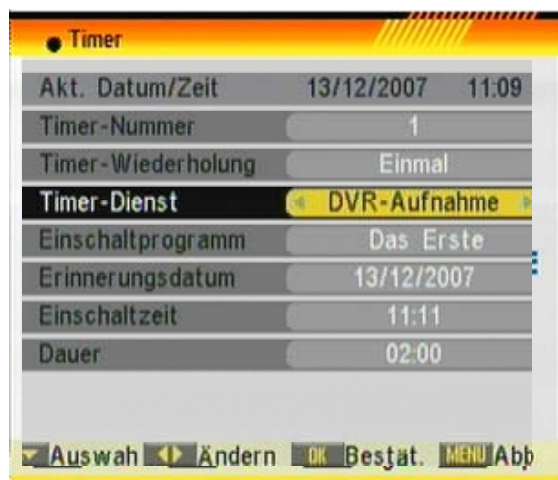 Timer
Akt. Datum/Zeit 13/12/2007 11:09
Timer-Nummer 1
Timer-Wiederholung Einmal
Timer-Dienst DVR-Aufnahme
Einschaltprogramm Das Erste
Erinnerungsdatum 13/12/2007
Einschaltzeit 11:11
Dauer 02:00
Auswah Ändern OK Bestät. MENU Abb